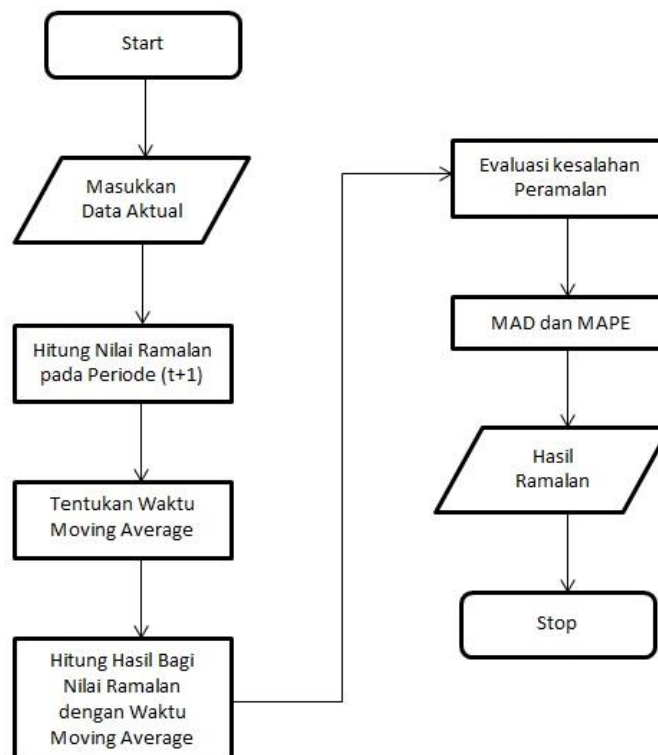 Start
Masukkan
Data Aktual
Hitung Nilai Ramalan
pada Periode (t+1)
Tentukan Waktu
Moving Average
Hitung Hasil Bagi
Nilai Ramalan
dengan Waktu
Moving Average
Evaluasi kesalahan
Peramalan
MAD dan MAPE
Hasil
Ramalan
Stop